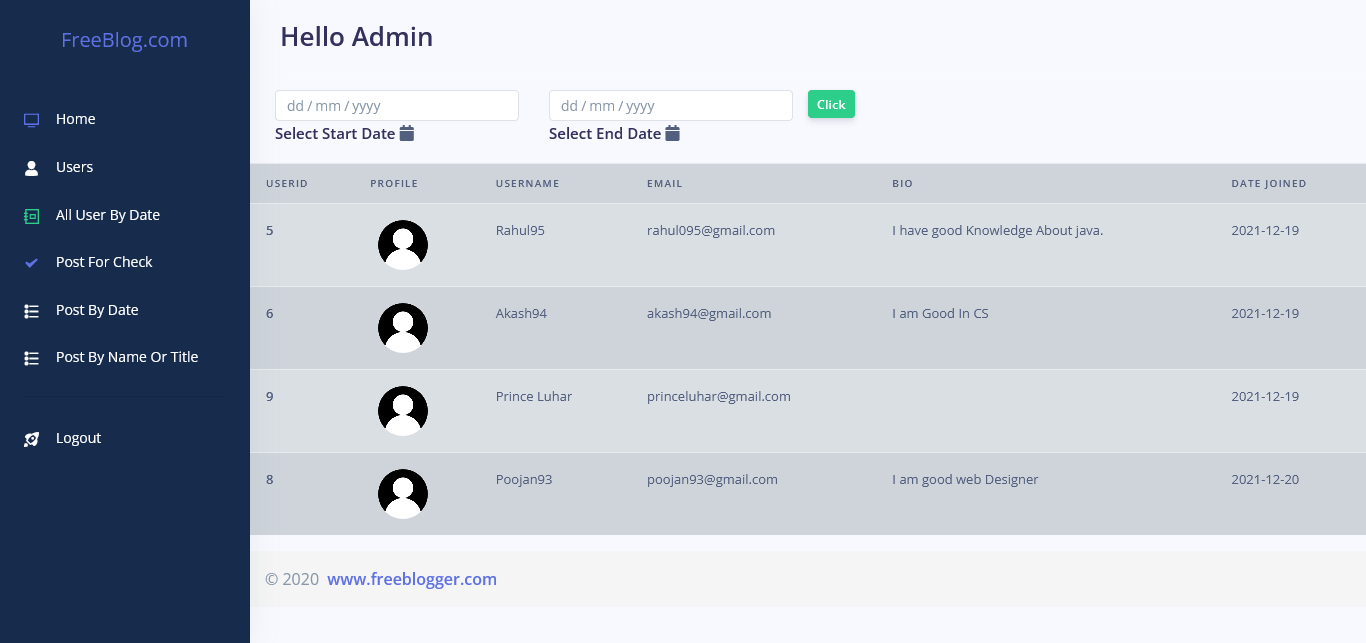 FreeBlog.com
Home
Users
All User By Date
Post For Check
Post By Date
Post By Name Or Title
Logout
Hello Admin
dd / mm / yyyy dd / mm / yyyy Click
Select Start Date Select End Date
USERID PROFILE USERNAME EMAIL BIO DATE JOINED
5 Rahul95 rahul095@gmail.com I have good Knowledge About java. 2021-12-19
6 Akash94 akash94@gmail.com I am Good In CS 2021-12-19
9 Prince Luhar princeluhar@gmail.com 2021-12-19
8 Poojan93 poojan93@gmail.com I am good web Designer 2021-12-20
© 2020 www.freeblogger.com